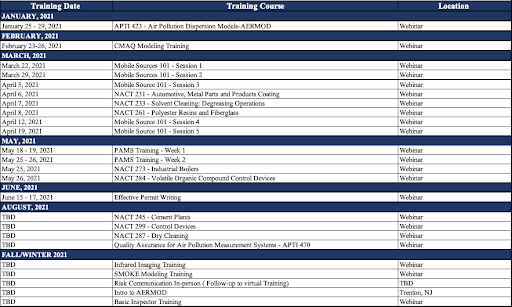 Training Date Training Course Location
JANUARY, 2021
January 25 - 29, 2021 APTI 423 - Air Pollution Dispersion Models-AERMOD Webinar
FEBRUARY, 2021
February 23-26, 2021 CMAQ Modeling Training Webinar
MARCH, 2021
March 22, 2021 Mobile Sources 101 - Session 1 Webinar
March 29, 2021 Mobile Source 101 - Session 2 Webinar
April 5, 2021 Mobile Source 101 - Session 3 Webinar
April 6, 2021 NACT 231 - Automotive, Metal Parts and Products Coating Webinar
April 7, 2021 NACT 233 - Solvent Cleaning: Degreasing Operations Webinar
April 8, 2021 NACT 261 - Polyester Resins and Fiberglass Webinar
April 12, 2021 Mobile Source 101 - Session 4 Webinar
April 19, 2021 Mobile Source 101 - Session 5 Webinar
MAY, 2021
May 18 - 19, 2021 PAMS Training - Week 1 Webinar
May 25 - 26, 2021 PAMS Training - Week 2 Webinar
May 25, 2021 NACT 273 - Industrial Boilers Webinar
May 26, 2021 NACT 284 - Volatile Organic Compound Control Devices Webinar
JUNE, 2021
June 15 - 17, 2021 Effective Permit Writing Webinar
AUGUST, 2021
TBD NACT 245 - Cement Plants Webinar
TBD NACT 299 - Control Devices Webinar
TBD NACT 287 - Dry Cleaning Webinar
TBD Quality Assurance for Air Pollution Measurement Systems - APTI 470 Webinar
FALL/WINTER 2021
TBD Infrared Imaging Training Webinar
TBD SMOKE Modeling Training Webinar
TBD Risk Communication In-person ( Follow-up to virtual Training) TBD
TBD Intro to AERMOD Trenton, NJ
TBD Basic Inspector Training Webinar